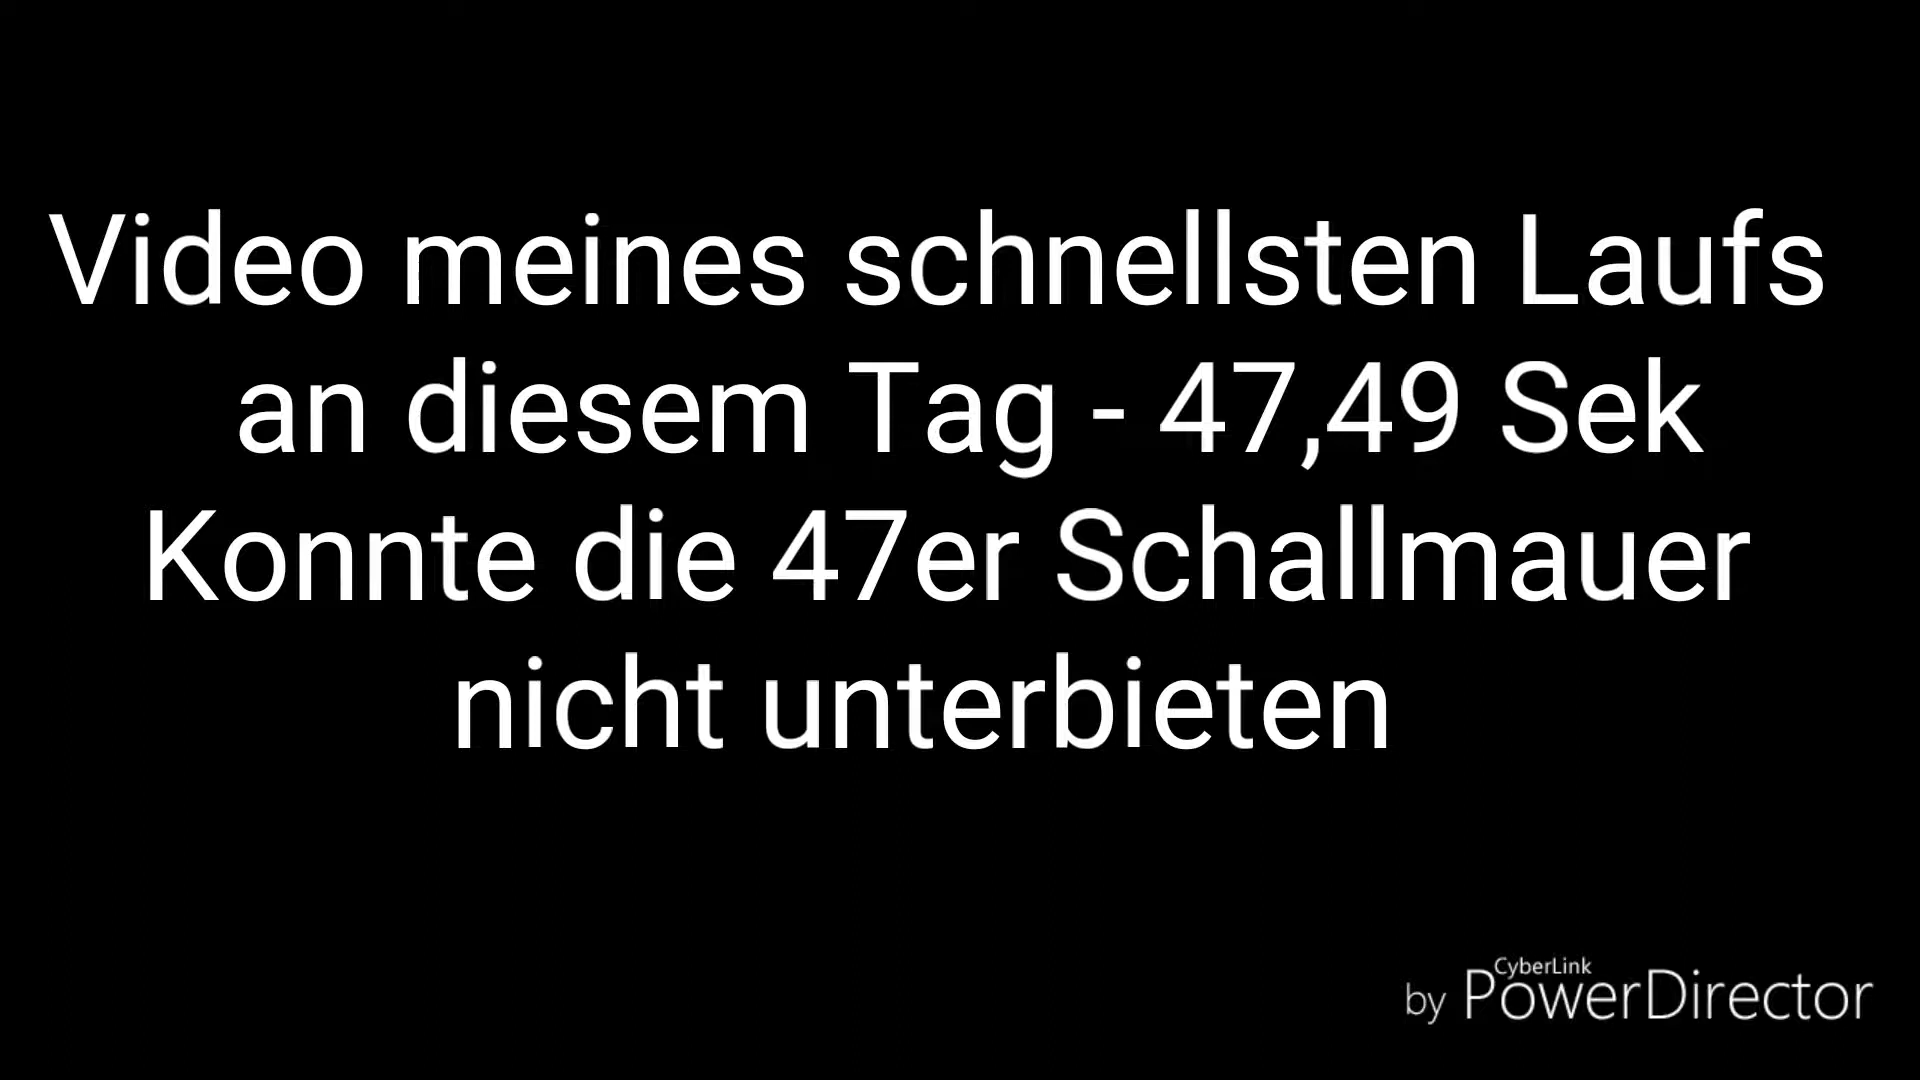 Video meines schnellsten Laufs
an diesem Tag - 47,49 Sek
Konnte die 47er Schallmauer
nicht unterbieten
CyberLink
by PowerDirector